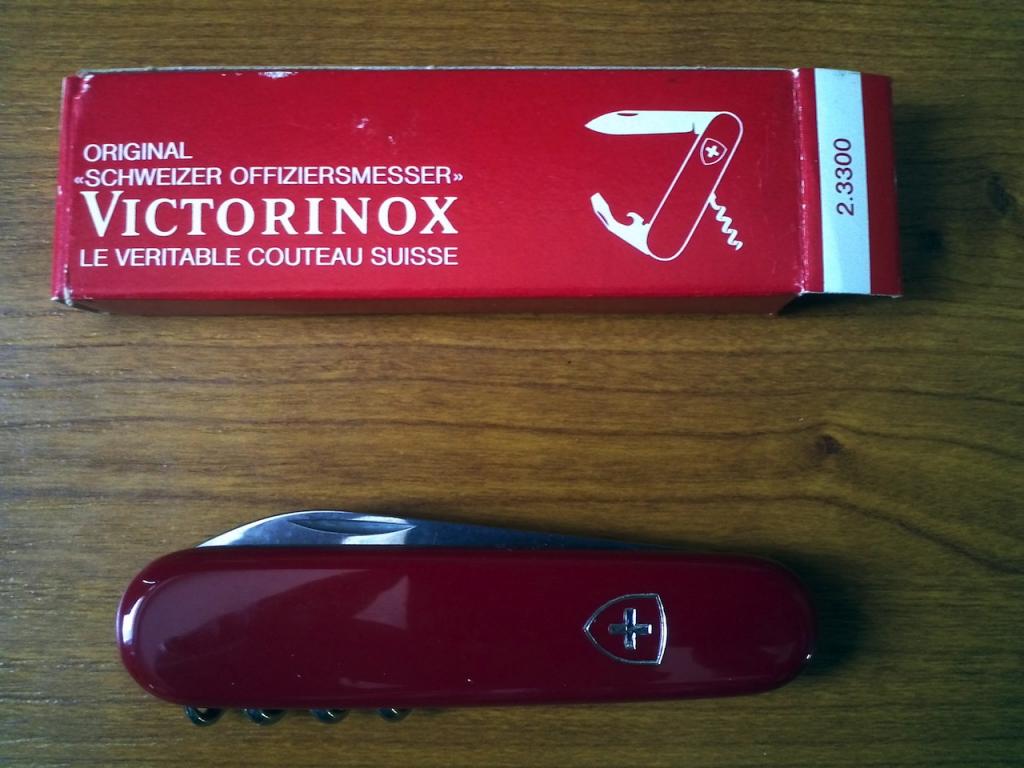 ORIGINAL
«SCHWEIZER OFFIZIERSMESSER»
VICTORINOX
LE VERITABLE COUTEAU SUISSE
2.3300